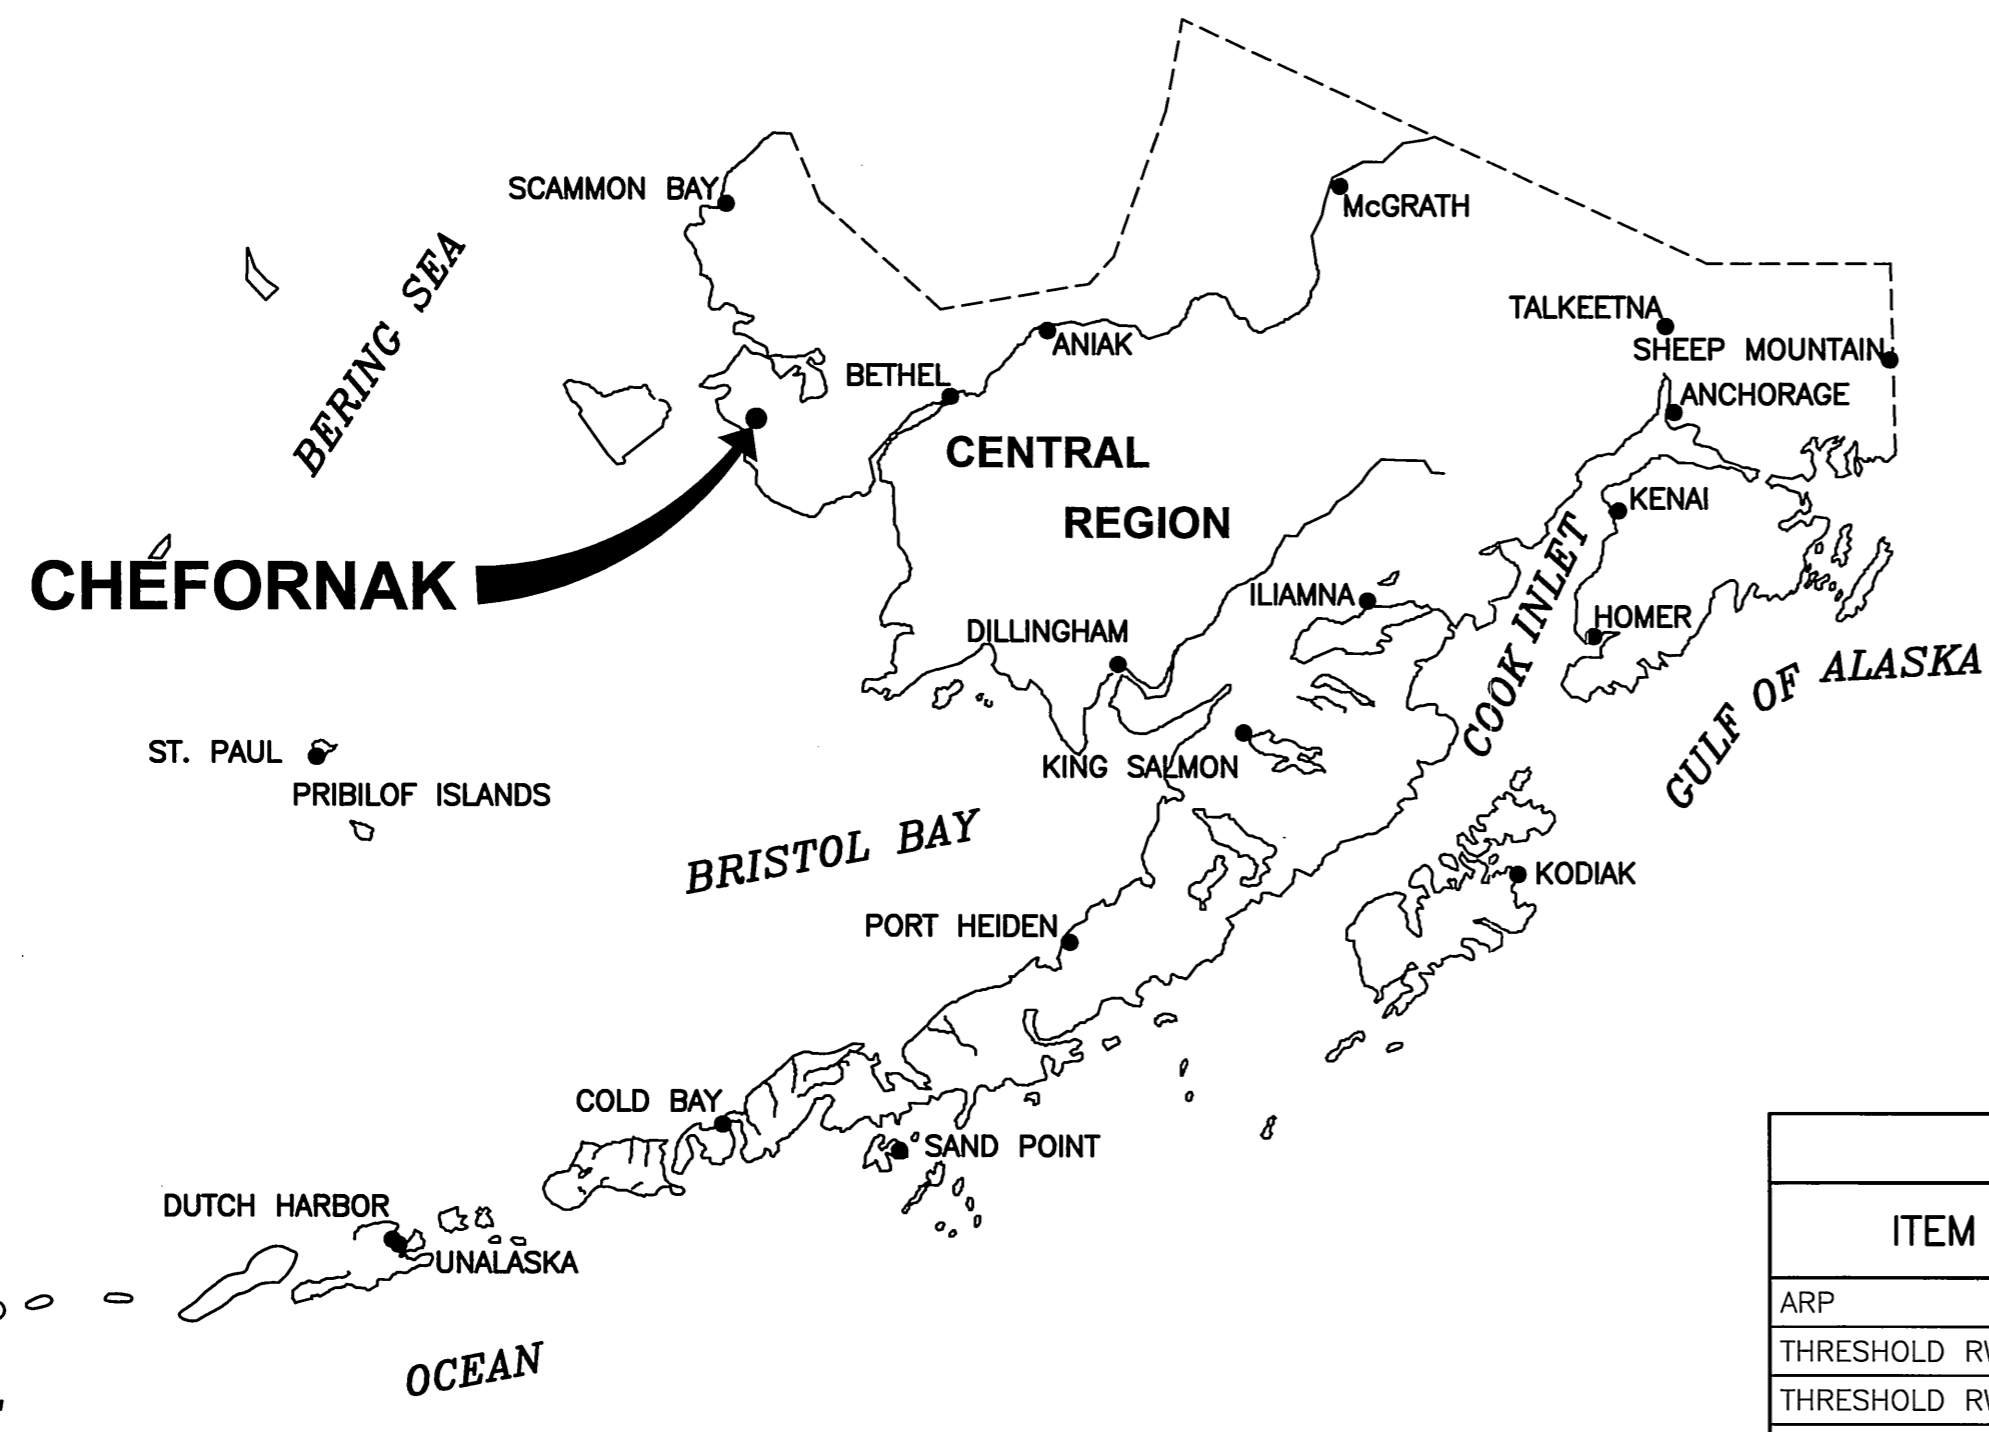 SCAMMON BAY
McGRATH
BERING SEA
TALKEETNA
SHEEP MOUNTAIN
ANIAK
BETHEL
ANCHORAGE
CENTRAL
REGION
KENAI
CHEFORNAK
ILIAMNA
COOK INLET
HOMER
DILLINGHAM
GULF OF ALASKA
ST. PAUL
KING SALMON
PRIBILOF ISLANDS
BRISTOL BAY
KODIAK
PORT HEIDEN
COLD BAY
SAND POINT
DUTCH HARBOR
UNALASKA
OCEAN
ITEM
ARP
THRESHOLD
THRESHOLD